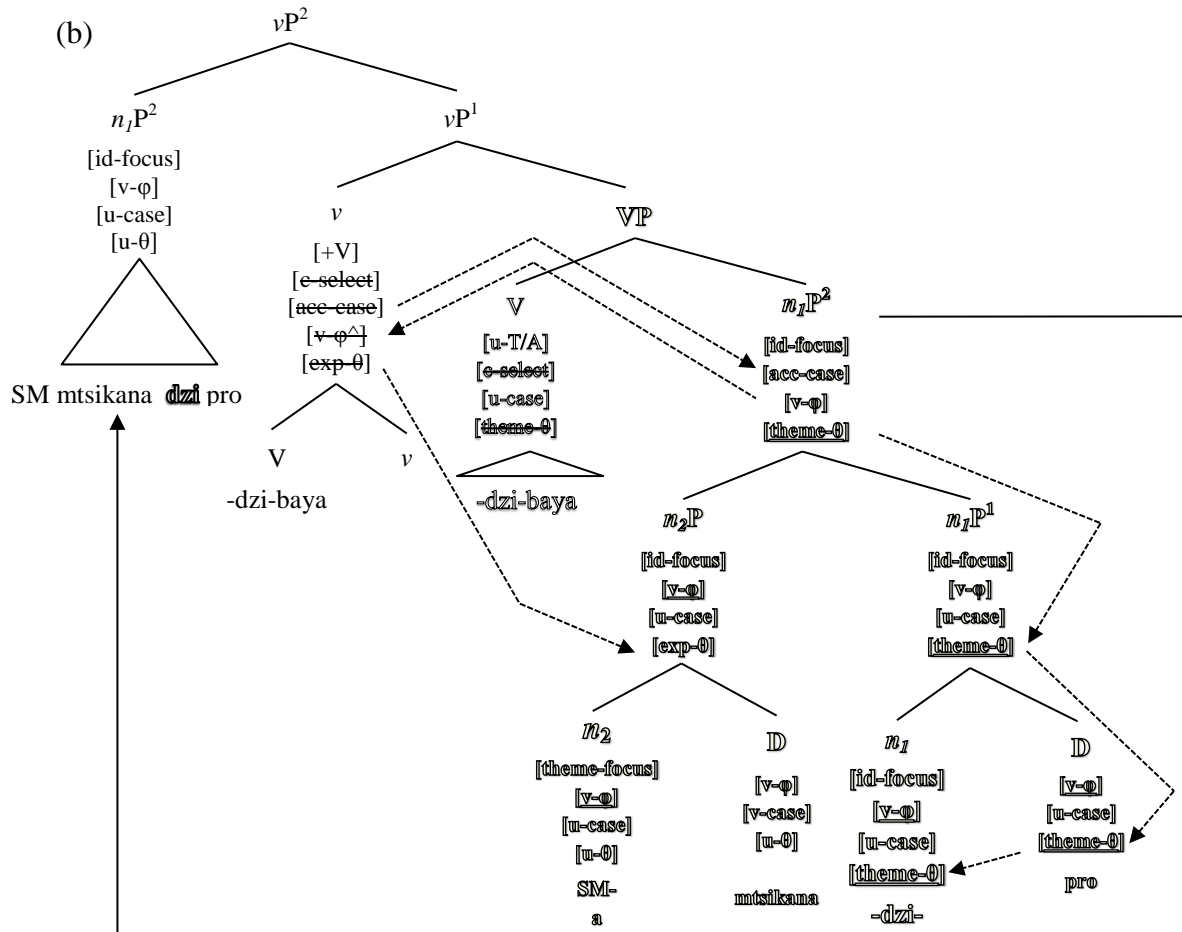 (b)
vP²
n₁P²
[id-focus]
[v-φ]
[u-case]
[u-θ]
SM mtsikana dzi pro
vP¹
v
[+V]
[c-select]
[acc-case]
[v-φ^]
[exp-θ]
V
-dzi-baya
v
VP
V
[u-T/A]
[c-select]
[u-case]
[theme-θ]
-dzi-baya
n₁P²
[id-focus]
[acc-case]
[v-φ]
[theme-θ]
n₂P
[id-focus]
[v-φ]
[u-case]
[exp-θ]
n₂
[theme-focus]
[v-φ]
[u-case]
[u-θ]
SM-
a
D
[v-φ]
[v-case]
[u-θ]
mtsikana
n₁P¹
[id-focus]
[v-φ]
[u-case]
[theme-θ]
n₁
[id-focus]
[v-φ]
[u-case]
[theme-θ]
-dzi-
D
[v-φ]
[u-case]
[theme-θ]
pro